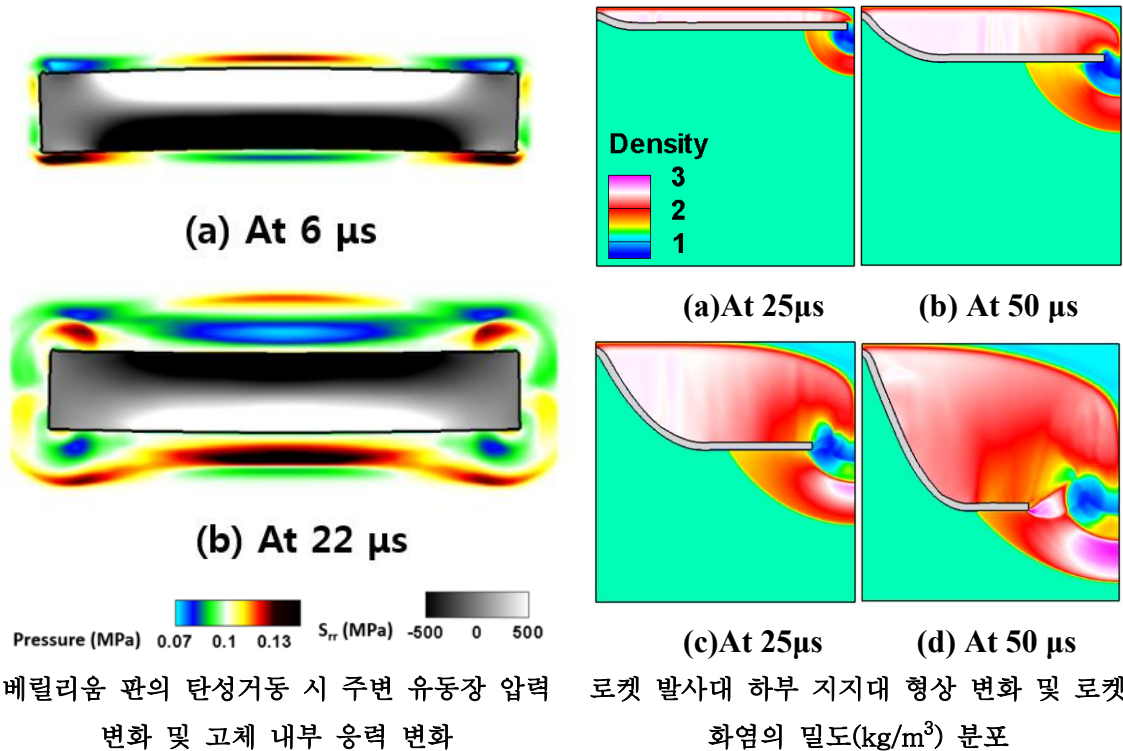 (a) At 6 μs
(b) At 22 μs
Pressure (MPa) 0.07 0.1 0.13
Srr (MPa) -500 0 500
베릴리움 판의 탄성거동 시 주변 유동장 압력
변화 및 고체 내부 응력 변화
Density
3
2
1
(a)At 25μs
(b) At 50 μs
(c)At 25μs
(d) At 50 μs
로켓 발사대 하부 지지대 형상 변화 및 로켓
화염의 밀도(kg/m³) 분포